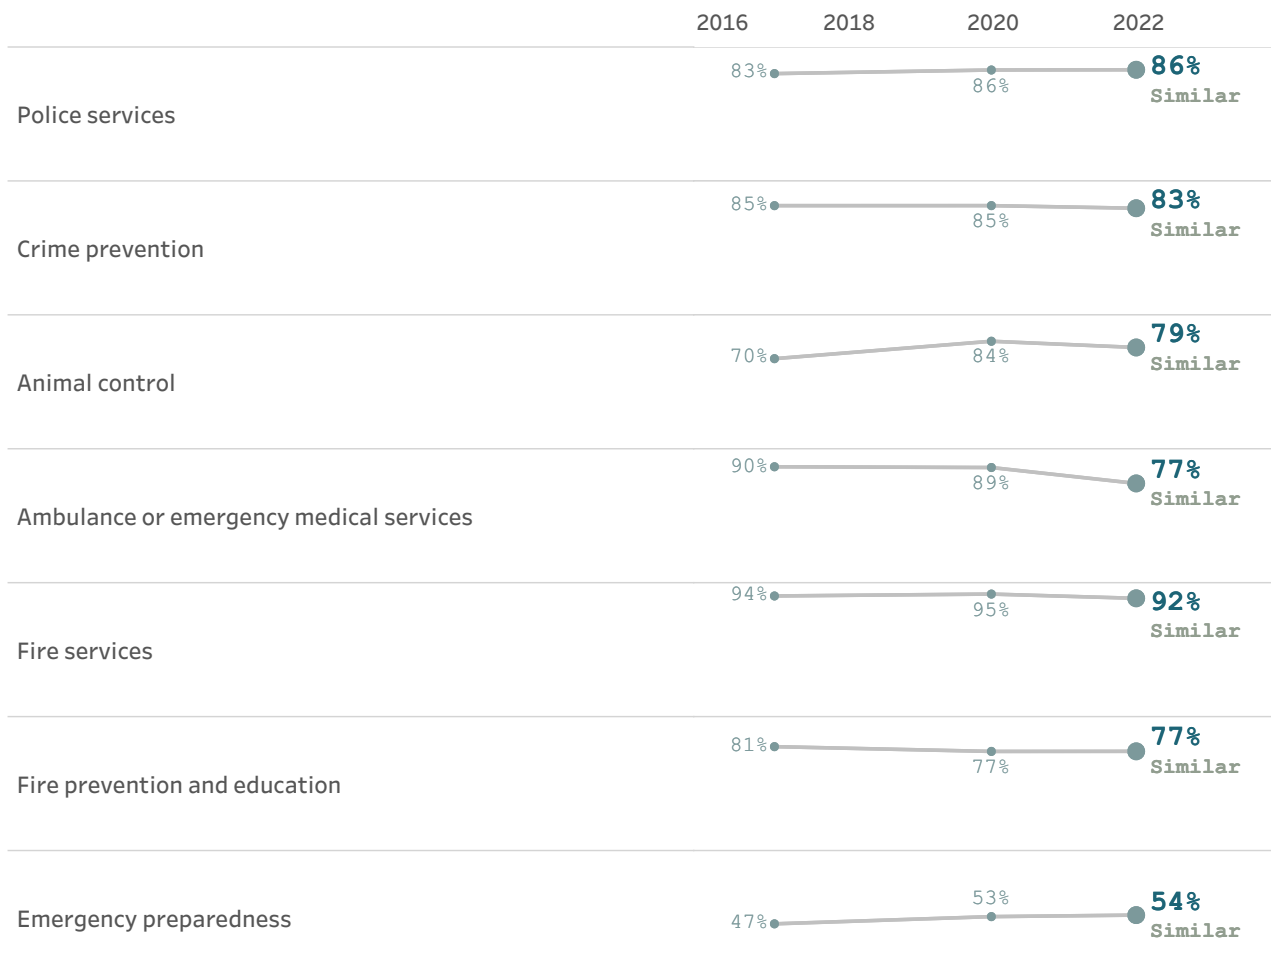 2016 2018 2020 2022
83% 86% 86%
Similar
Police services
85% 85% 83%
Similar
Crime prevention
70% 84% 79%
Similar
Animal control
90% 89% 77%
Similar
Ambulance or emergency medical services
94% 95% 92%
Similar
Fire services
81% 77% 77%
Similar
Fire prevention and education
47% 53% 54%
Similar
Emergency preparedness